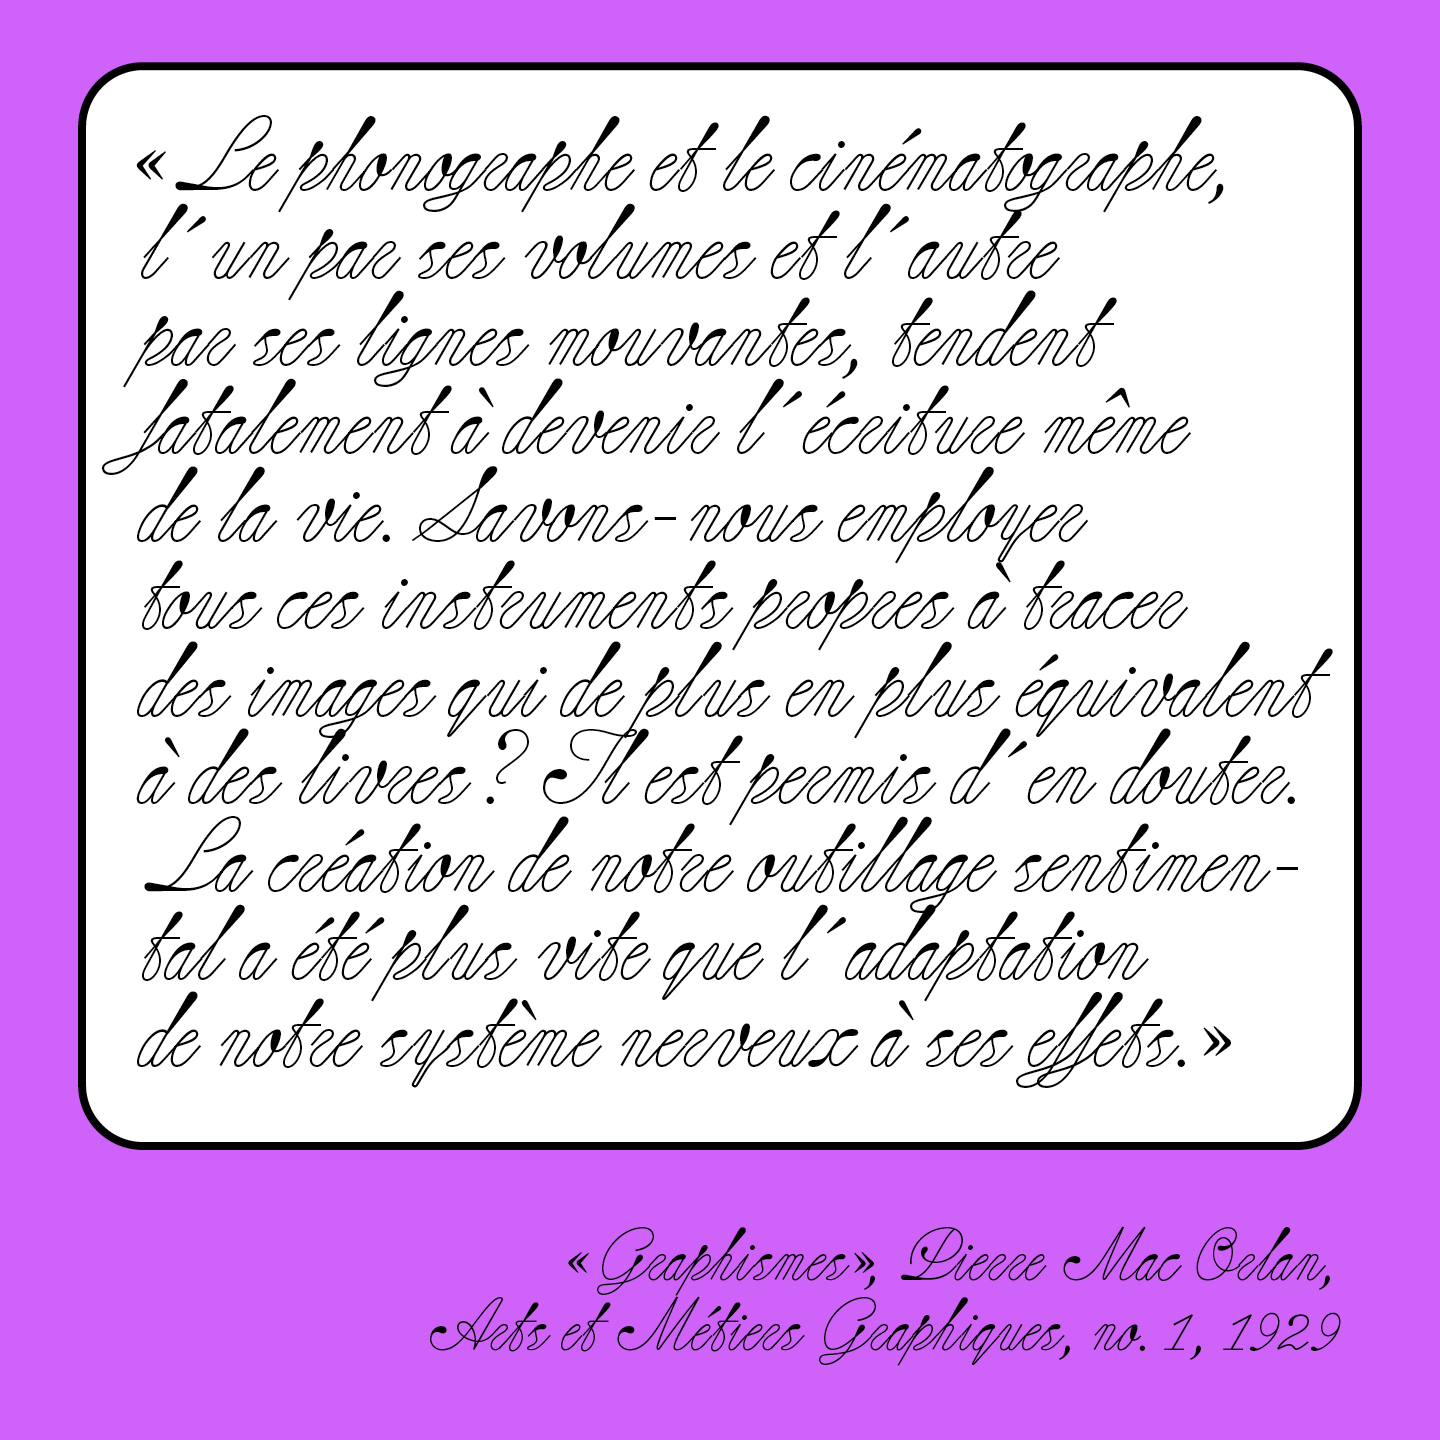 « Le phonographe et le cinématographe,
l’un par ses volumes et l’autre
par ses lignes mouvantes, tendent
fatalement à devenir l’écriture même
de la vie. Savons-nous employer
tous ces instruments propres à tracer
des images qui de plus en plus équivalent
à des livres ? Il est permis d’en douter.
La création de notre outillage sentimen-
tal a été plus vite que l’adaptation
de notre système nerveux à ses effets. »
« Graphismes », Pierre Mac Orlan,
Arts et Métiers Graphiques, no. 1, 1929